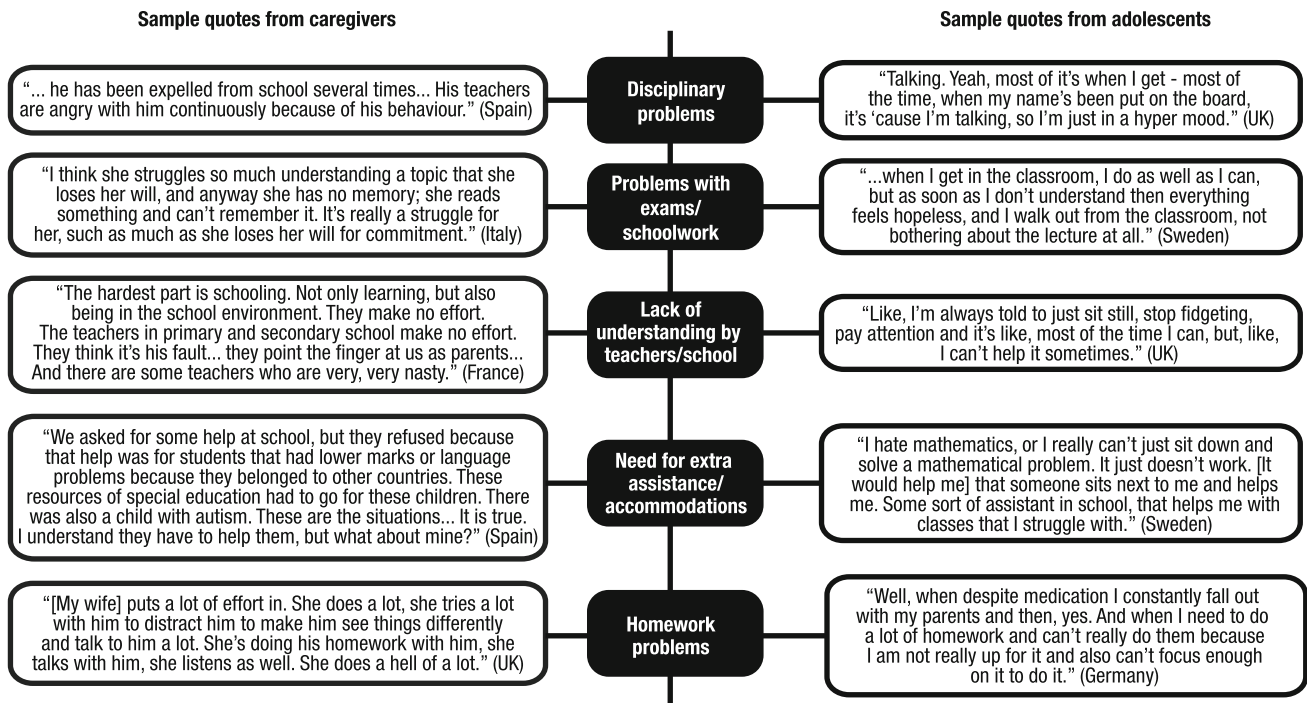 Sample quotes from caregivers
Sample quotes from adolescents
“... he has been expelled from school several times... His teachers
are angry with him continuously because of his behaviour.” (Spain)
Disciplinary
problems
“Talking. Yeah, most of it’s when I get - most of
the time, when my name’s been put on the board,
it’s ‘cause I’m talking, so I’m just in a hyper mood.” (UK)
“I think she struggles so much understanding a topic that she
loses her will, and anyway she has no memory; she reads
something and can’t remember it. It’s really a struggle for
her, such as much as she loses her will for commitment.” (Italy)
Problems with
exams/
schoolwork
“...when I get in the classroom, I do as well as I can,
but as soon as I don’t understand then everything
feels hopeless, and I walk out from the classroom, not
bothering about the lecture at all.” (Sweden)
“The hardest part is schooling. Not only learning, but also
being in the school environment. They make no effort.
The teachers in primary and secondary school make no effort.
They think it’s his fault... they point the finger at us as parents...
And there are some teachers who are very, very nasty.” (France)
Lack of
understanding by
teachers/school
“Like, I’m always told to just sit still, stop fidgeting,
pay attention and it’s like, most of the time I can, but, like,
I can’t help it sometimes.” (UK)
“We asked for some help at school, but they refused because
that help was for students that had lower marks or language
problems because they belonged to other countries. These
resources of special education had to go for these children. There
was also a child with autism. These are the situations... It is true.
I understand they have to help them, but what about mine?” (Spain)
Need for extra
assistance/
accommodations
“I hate mathematics, or I really can’t just sit down and
solve a mathematical problem. It just doesn’t work. [It
would help me] that someone sits next to me and helps
me. Some sort of assistant in school, that helps me with
classes that I struggle with.” (Sweden)
“[My wife] puts a lot of effort in. She does a lot, she tries a lot
with him to distract him to make him see things differently
and talk to him a lot. She’s doing his homework with him, she
talks with him, she listens as well. She does a hell of a lot.” (UK)
Homework
problems
“Well, when despite medication I constantly fall out
with my parents and then, yes. And when I need to do
a lot of homework and can’t really do them because
I am not really up for it and also can’t focus enough
on it to do it.” (Germany)